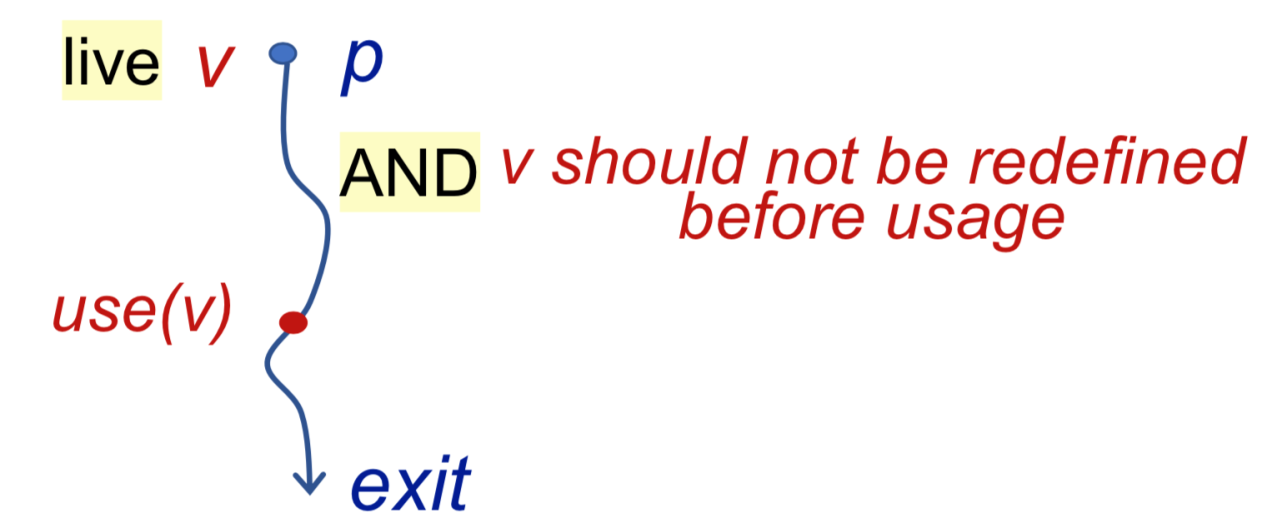 live v p
AND v should not be redefined
before usage
use(v)
exit